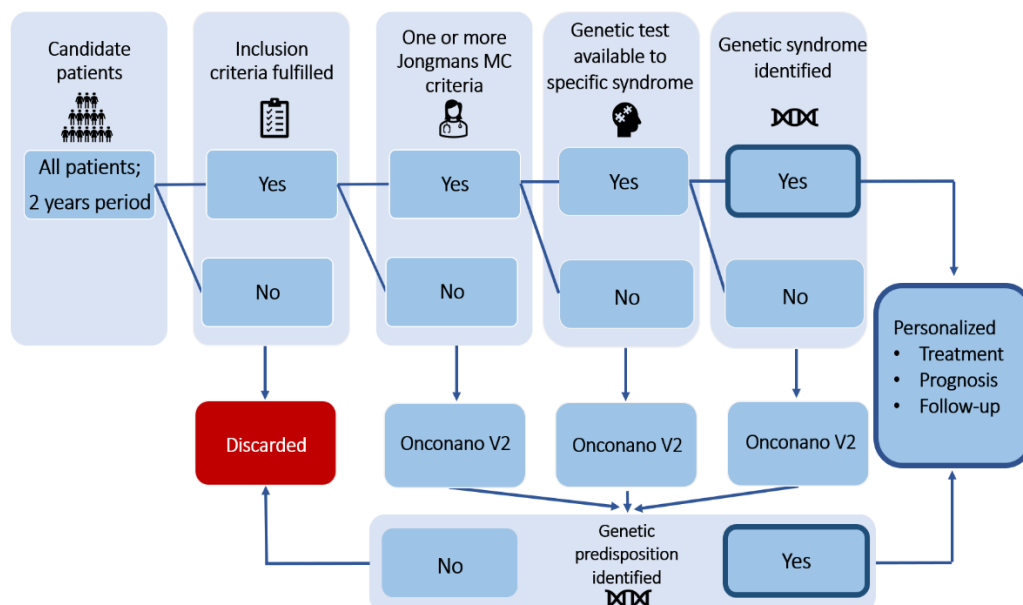 Candidate
patients
All patients;
2 years period
Inclusion
criteria fulfilled
Yes
No
Discarded
One or more
Jongmans MC
criteria
Yes
No
Onconano V2
Genetic test
available to
specific syndrome
Yes
No
Onconano V2
Genetic syndrome
identified
Yes
No
Onconano V2
Personalized
• Treatment
• Prognosis
• Follow-up
No
Genetic
predisposition
identified
Yes